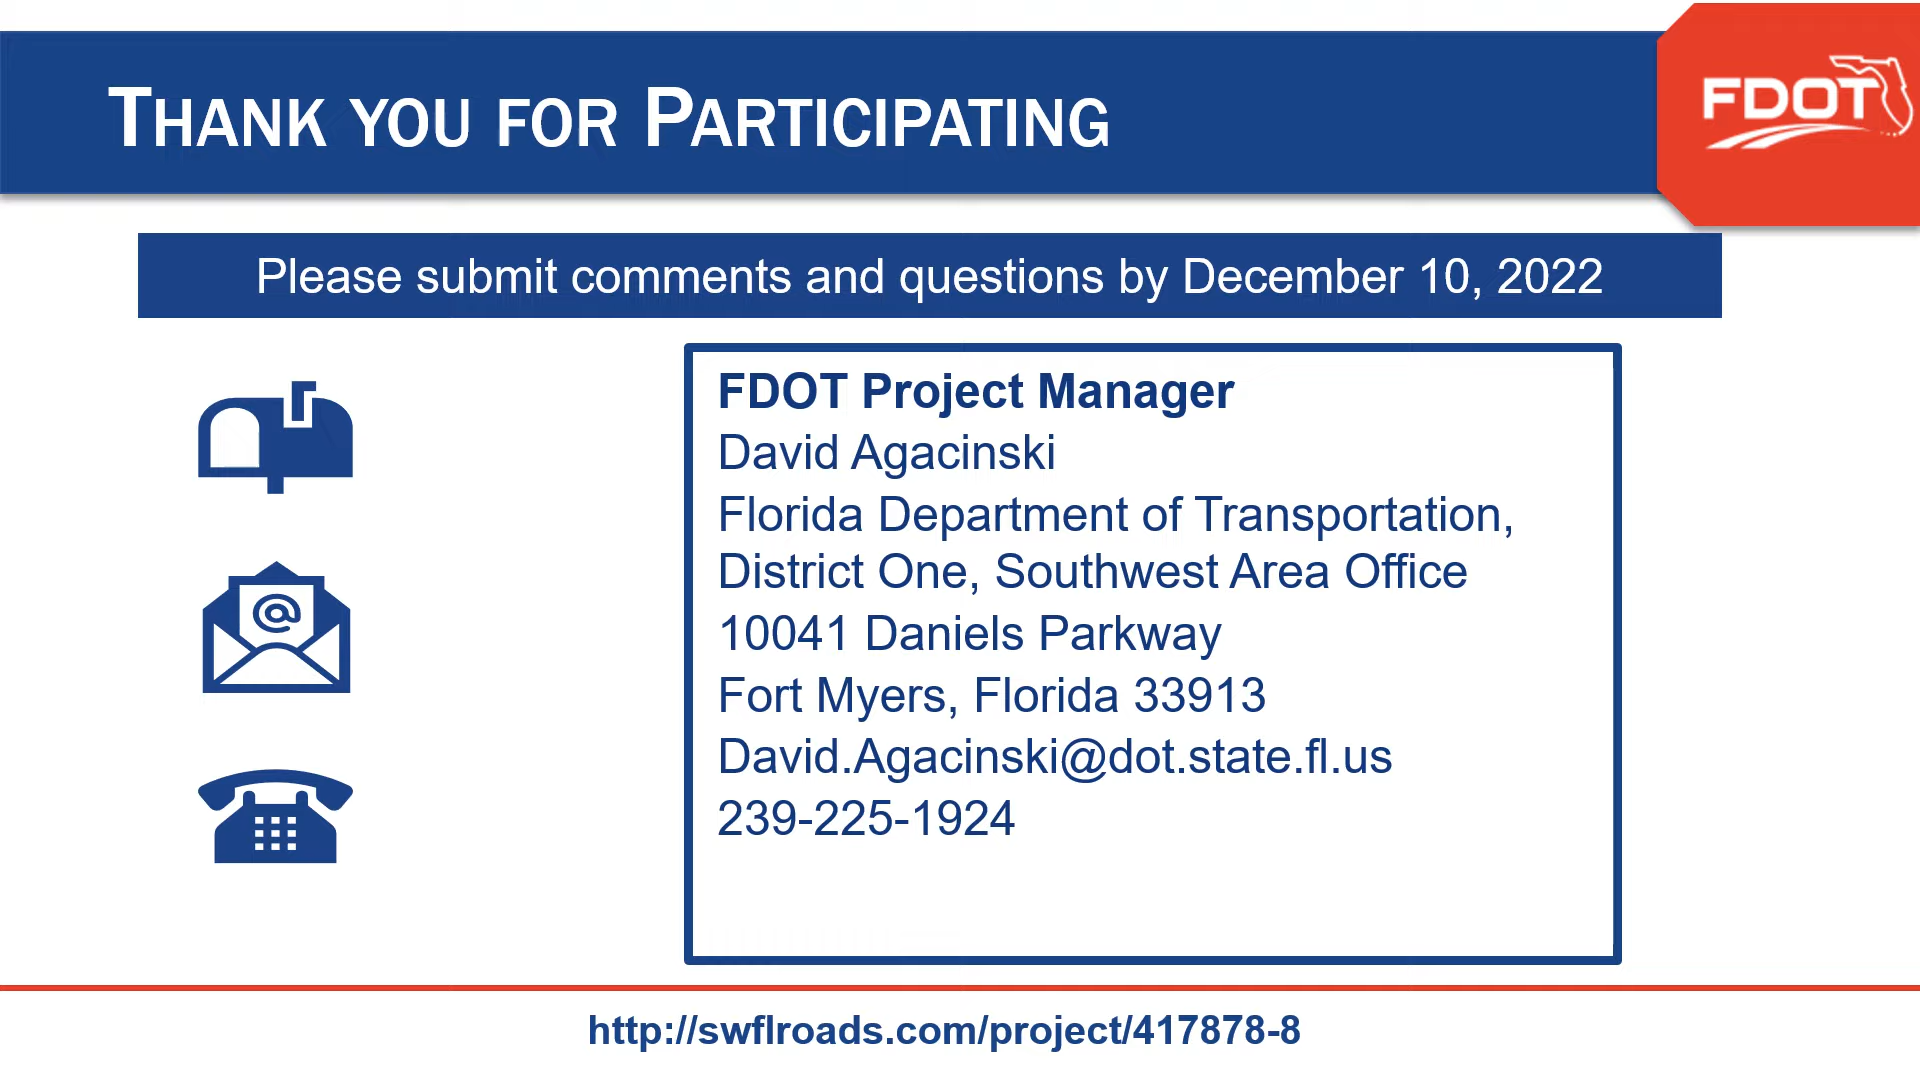 THANK YOU FOR PARTICIPATING
FDOT
Please submit comments and questions by December 10, 2022
@
FDOT Project Manager
David Agacinski
Florida Department of Transportation,
District One, Southwest Area Office
10041 Daniels Parkway
Fort Myers, Florida 33913
David.Agacinski@dot.state.fl.us
239-225-1924
http://swflroads.com/project/417878-8